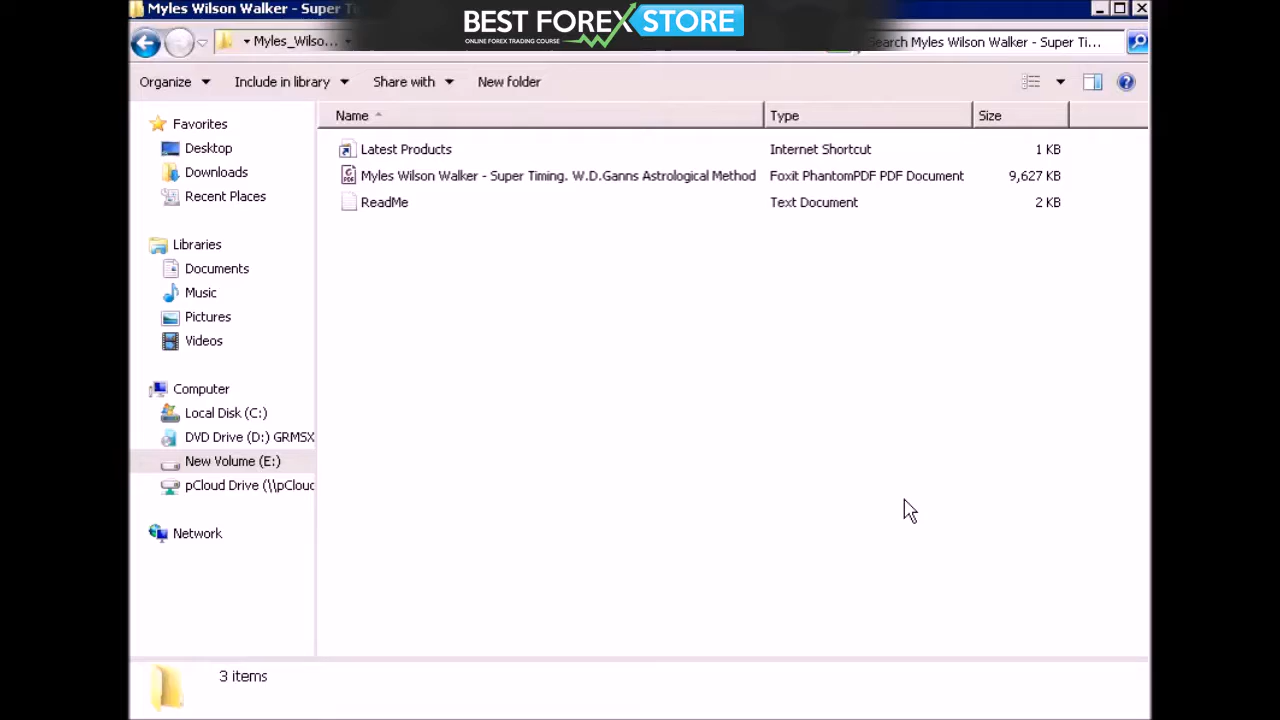 Myles Wilson Walker - Super T
BEST FOREX STORE
ONLINE FOREX TRADING COURSE
Myles_Wilso...
Search Myles Wilson Walker - Super Ti...
Organize
Include in library
Share with
New folder
Name
Type
Size
Favorites
Desktop
Downloads
Recent Places
Libraries
Documents
Music
Pictures
Videos
Computer
Local Disk (C:)
DVD Drive (D:) GRMSX
New Volume (E:)
pCloud Drive (\\pCloud
Network
Latest Products
Internet Shortcut
1 KB
PDF
Myles Wilson Walker - Super Timing. W.D.Ganns Astrological Method
Foxit PhantomPDF PDF Document
9,627 KB
ReadMe
Text Document
2 KB
3 items